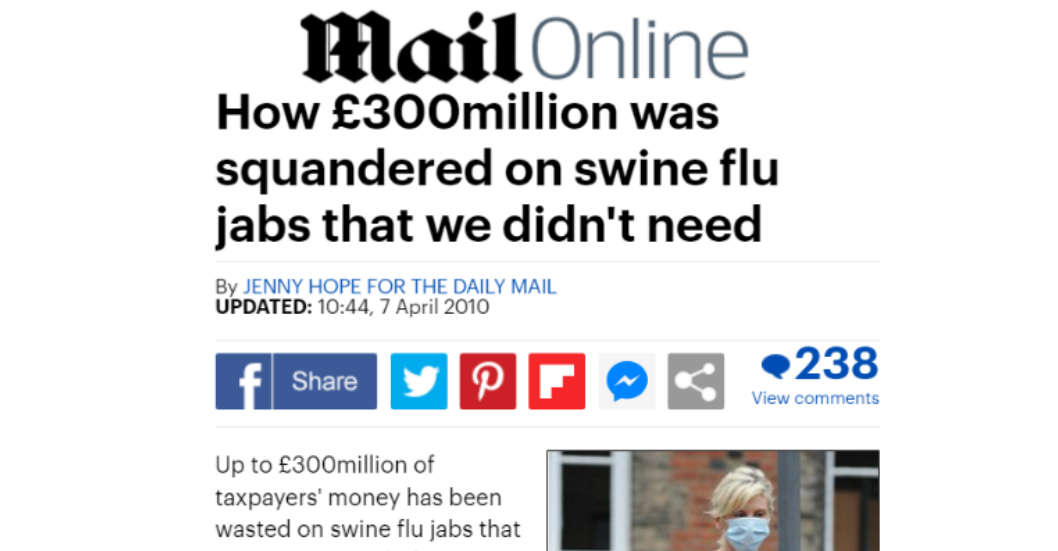 Mail Online
How £300million was
squandered on swine flu
jabs that we didn't need
By JENNY HOPE FOR THE DAILY MAIL
UPDATED: 10:44, 7 April 2010
f Share
238
View comments
Up to £300million of
taxpayers' money has been
wasted on swine flu jabs that